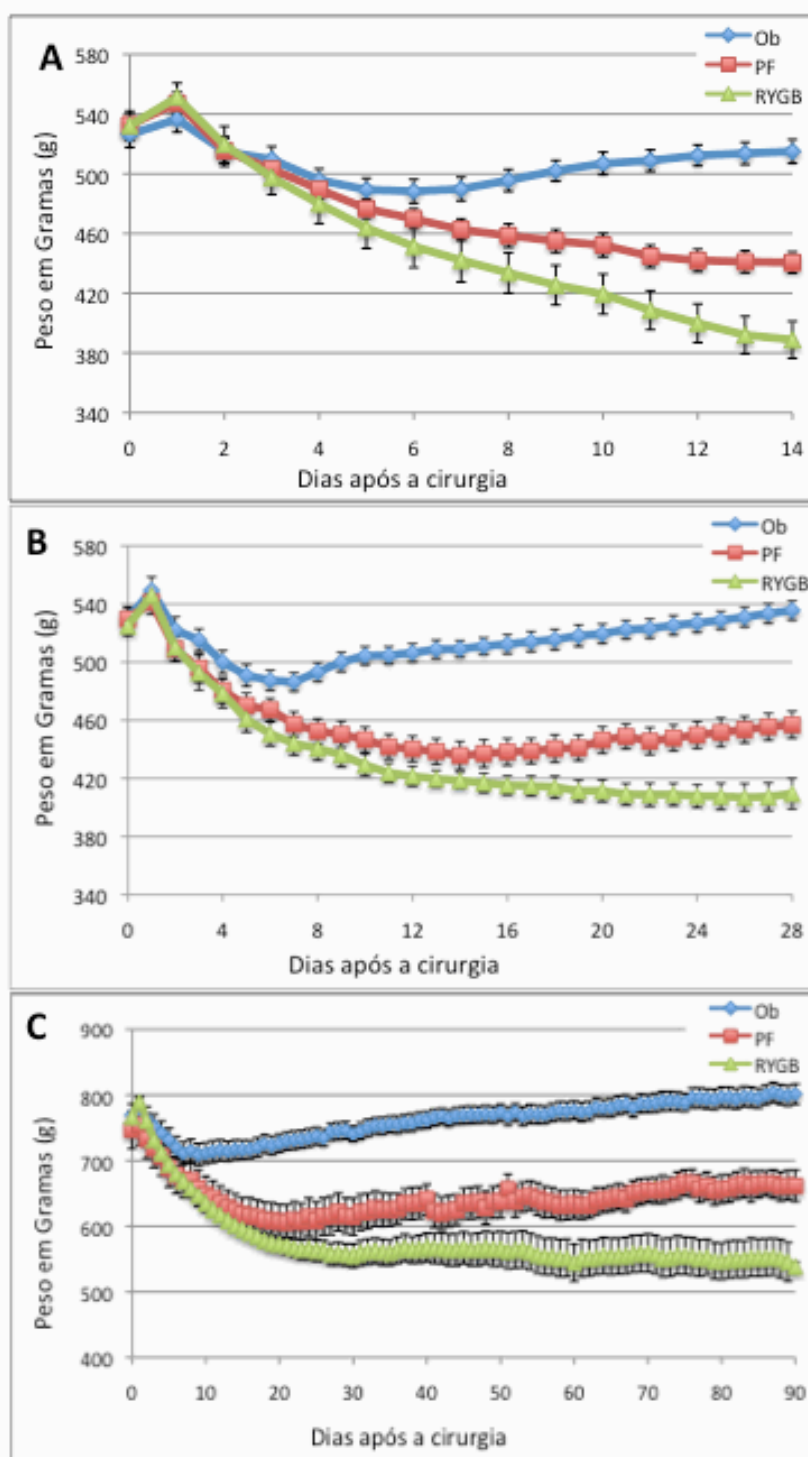 A
Ob
PF
RYGB
Peso em Gramas (g)
580
540
500
460
420
380
340
0 2 4 6 8 10 12 14
Dias após a cirurgia
B
Ob
PF
RYGB
Peso em Gramas (g)
580
540
500
460
420
380
340
0 4 8 12 16 20 24 28
Dias após a cirurgia
C
Ob
PF
RYGB
Peso em Gramas (g)
900
800
700
600
500
400
0 10 20 30 40 50 60 70 80 90
Dias após a cirurgia